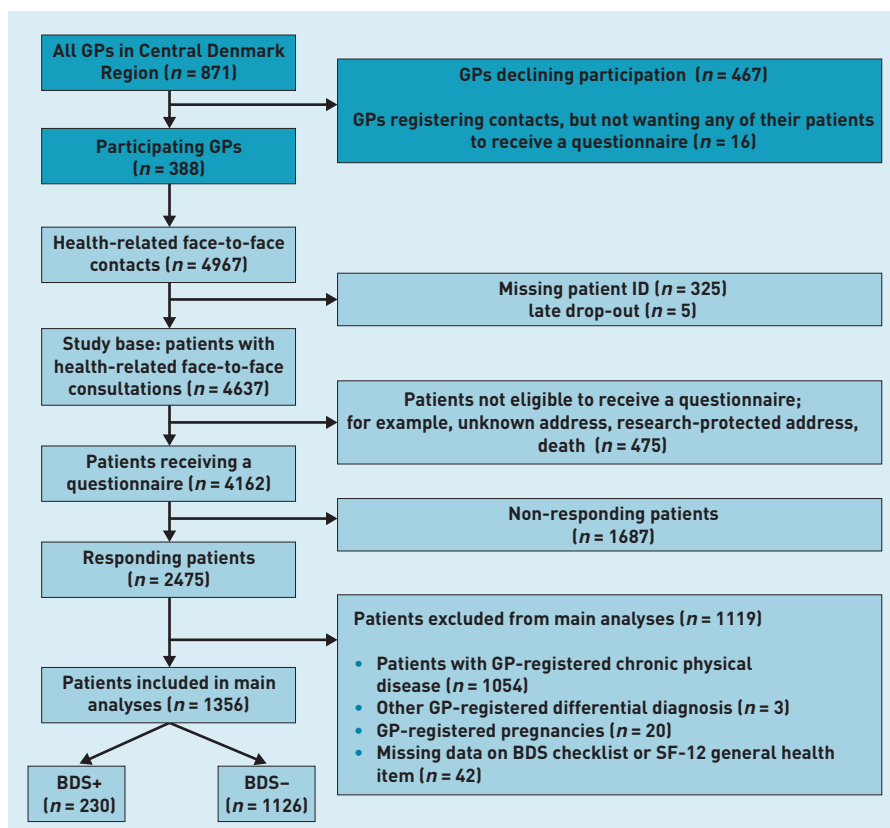 All GPs in Central Denmark
Region (n = 871)
GPs declining participation (n = 467)
GPs registering contacts, but not wanting any of their patients
to receive a questionnaire (n = 16)
Participating GPs
(n = 388)
Health-related face-to-face
contacts (n = 4967)
Missing patient ID (n = 325)
late drop-out (n = 5)
Study base: patients with
health-related face-to-face
consultations (n = 4637)
Patients not eligible to receive a questionnaire;
for example, unknown address, research-protected address,
death (n = 475)
Patients receiving a
questionnaire (n = 4162)
Non-responding patients
(n = 1687)
Responding patients
(n = 2475)
Patients excluded from main analyses (n = 1119)
• Patients with GP-registered chronic physical
disease (n = 1054)
• Other GP-registered differential diagnosis (n = 3)
• GP-registered pregnancies (n = 20)
• Missing data on BDS checklist or SF-12 general health
item (n = 42)
Patients included in main
analyses (n = 1356)
BDS+
(n = 230)
BDS–
(n = 1126)